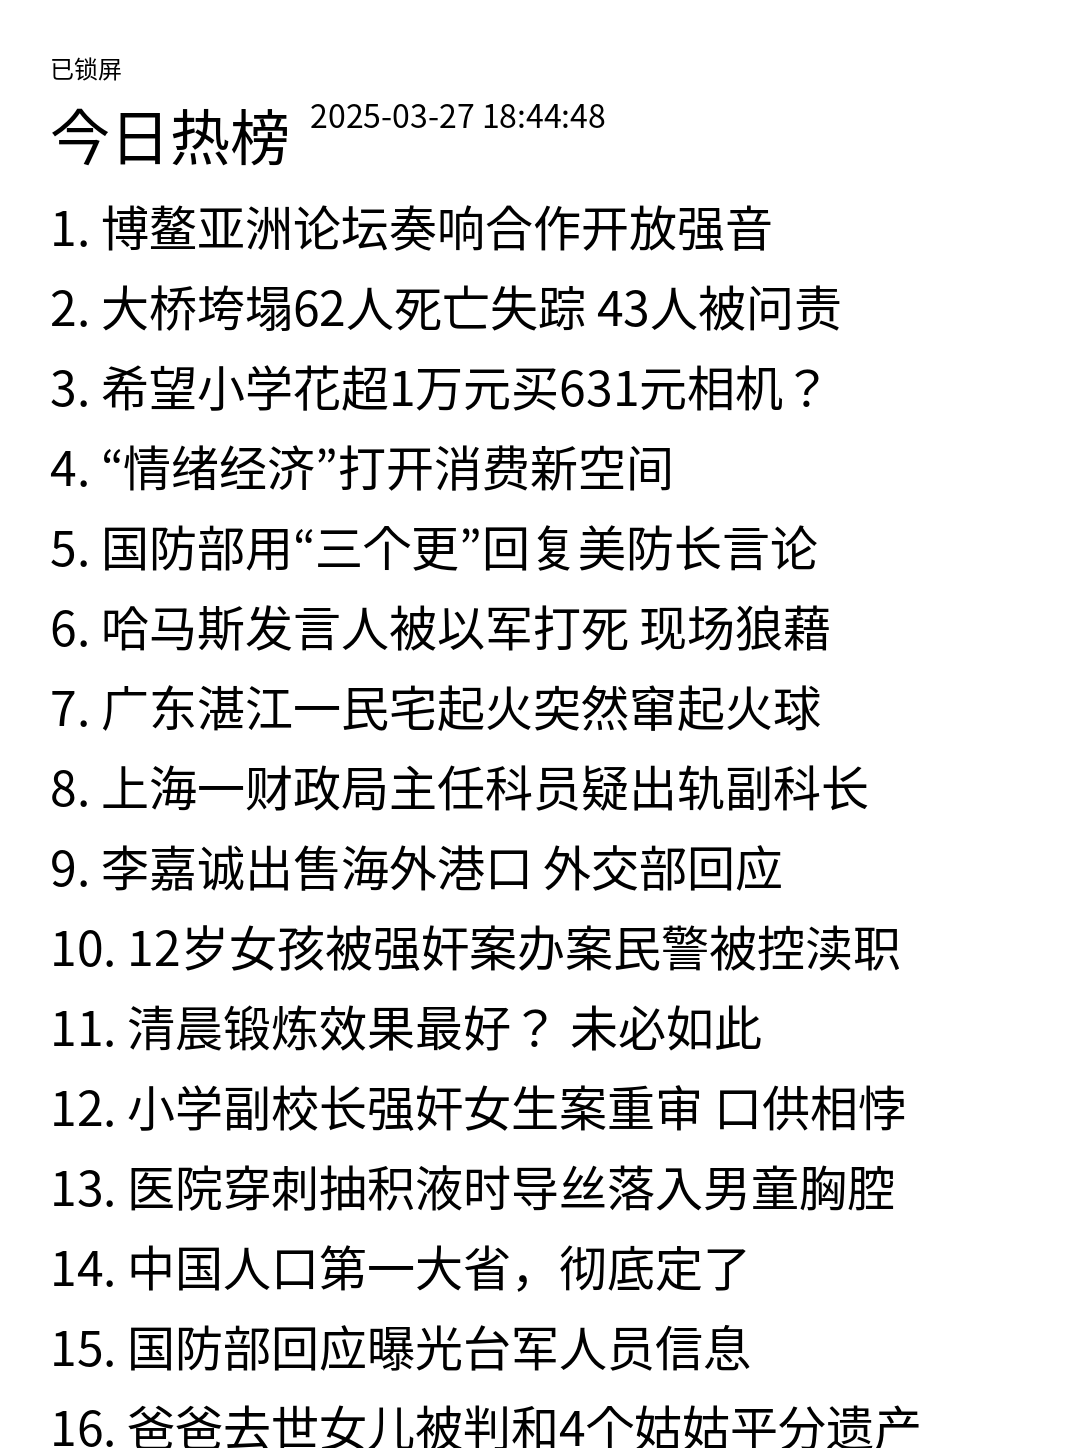 已锁屏
今日热榜 2025-03-27 18:44:48
1. 博鳌亚洲论坛奏响合作开放强音
2. 大桥垮塌62人死亡失踪 43人被问责
3. 希望小学花超1万元买631元相机？
4. “情绪经济”打开消费新空间
5. 国防部用“三个更”回复美防长言论
6. 哈马斯发言人被以军打死 现场狼藉
7. 广东湛江一民宅起火突然窜起火球
8. 上海一财政局主任科员疑出轨副科长
9. 李嘉诚出售海外港口 外交部回应
10. 12岁女孩被强奸案办案民警被控渎职
11. 清晨锻炼效果最好？ 未必如此
12. 小学副校长强奸女生案重审 口供相悖
13. 医院穿刺抽积液时导丝落入男童胸腔
14. 中国人口第一大省，彻底定了
15. 国防部回应曝光台军人员信息
16. 爸爸去世女儿被判和4个姑姑平分遗产